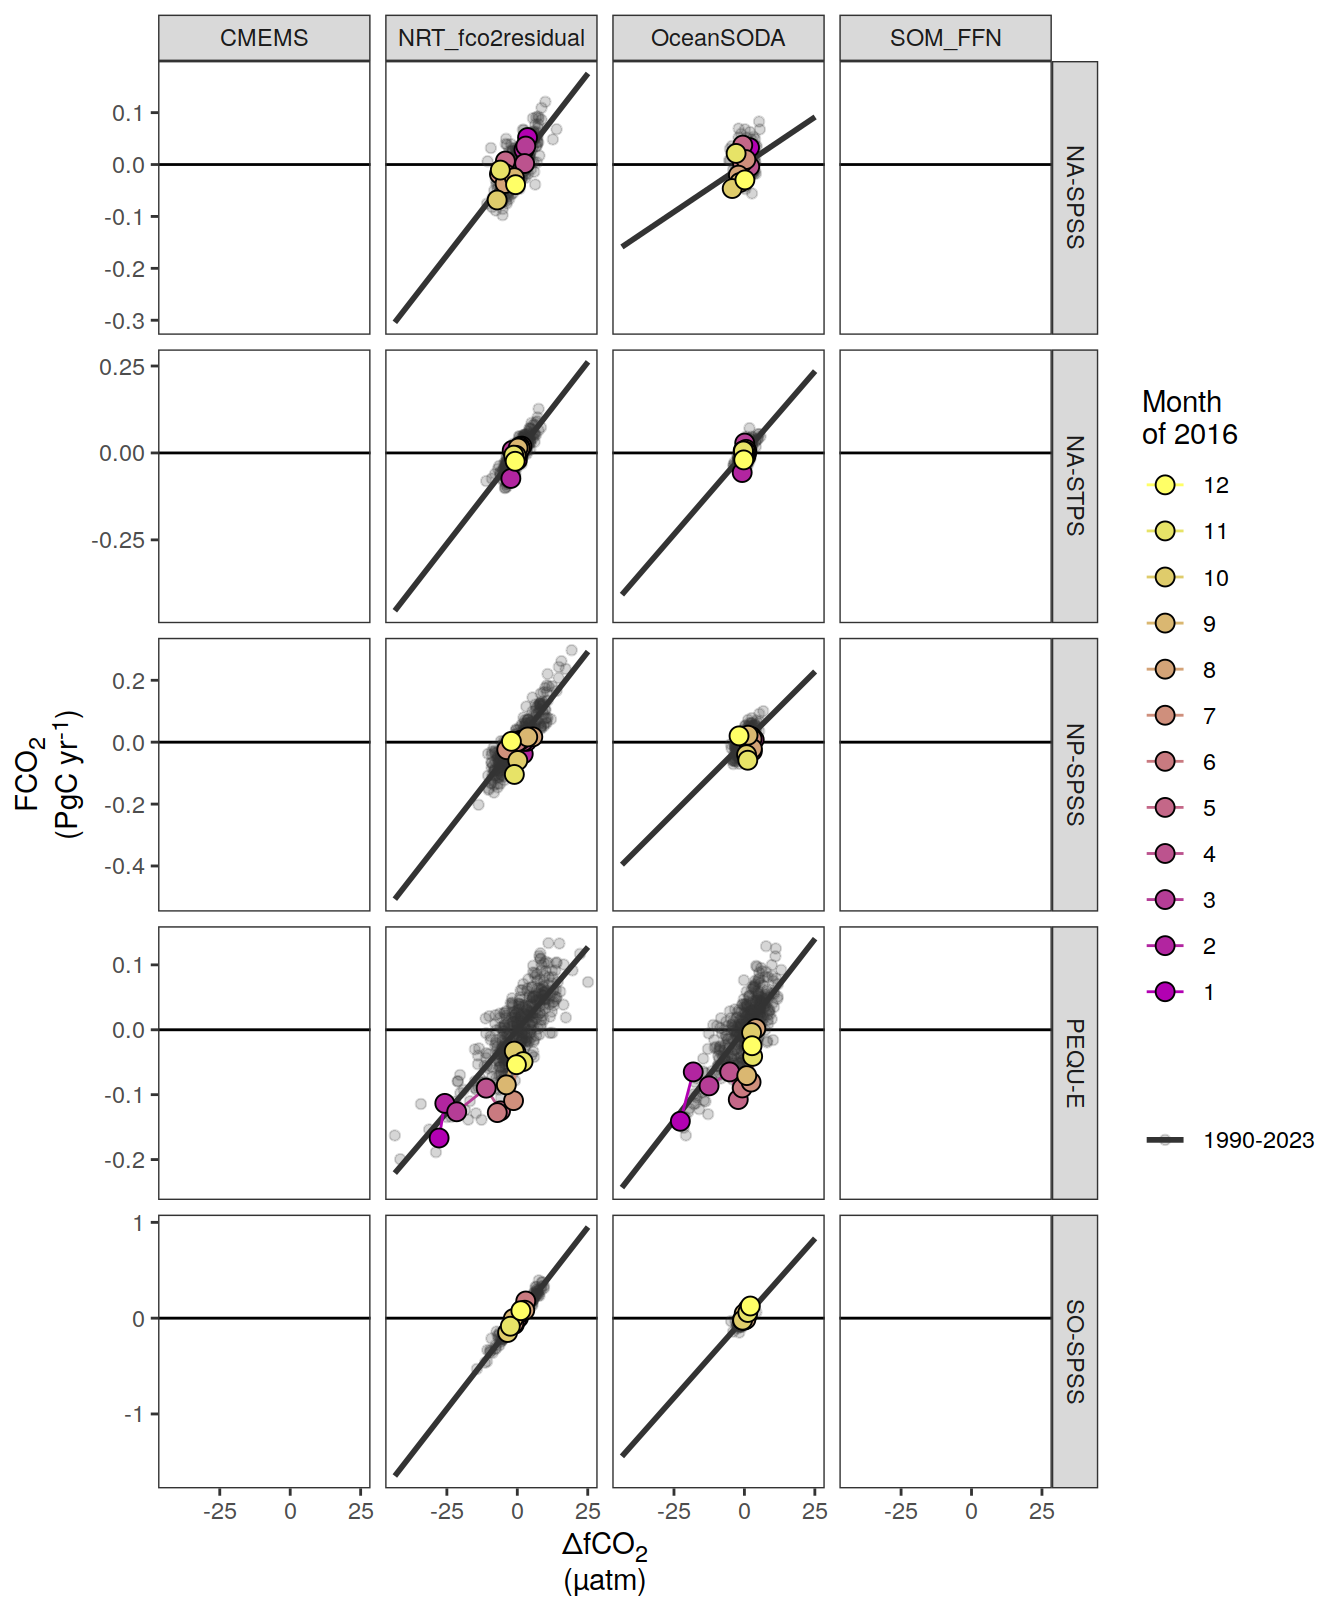 CMEMS NRT_fco2residual OceanSODA SOM_FFN
0.1
0.0
-0.1
-0.2
-0.3
NA-SPSS
0.25
0.00
-0.25
NA-STPS
0.2
0.0
-0.2
-0.4
NP-SPSS
0.1
0.0
-0.1
-0.2
PEQU-E
1
0
-1
SO-SPSS
-25 0 25 -25 0 25 -25 0 25 -25 0 25
ΔfCO₂
(µatm)
FCO₂
(PgC yr⁻¹)
Month
of 2016
12
11
10
9
8
7
6
5
4
3
2
1
1990-2023